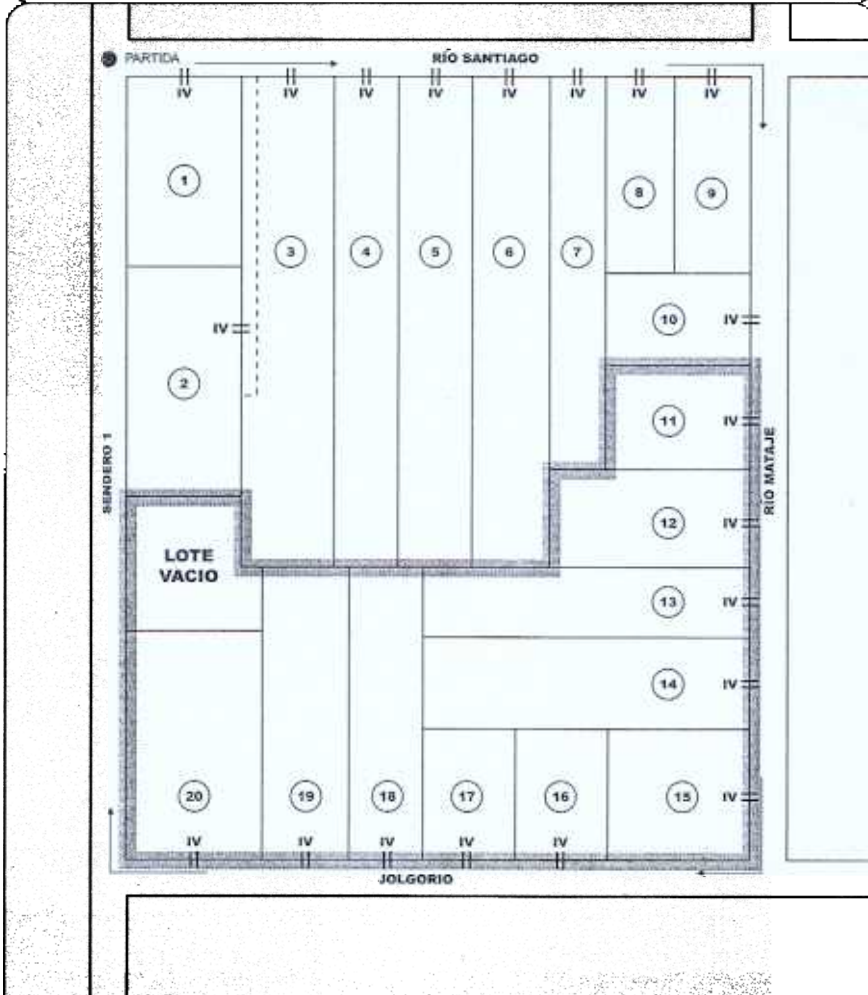 PARTIDA
RÍO SANTIAGO
IV
IV
IV
IV
IV
IV
IV
IV
1
8
9
3
4
5
6
7
10
IV
IV
2
11
IV
SENDERO 1
RÍO MATAJE
12
IV
LOTE
VACIO
13
IV
14
IV
20
19
18
17
16
15
IV
IV
IV
IV
IV
IV
JOLGORIO